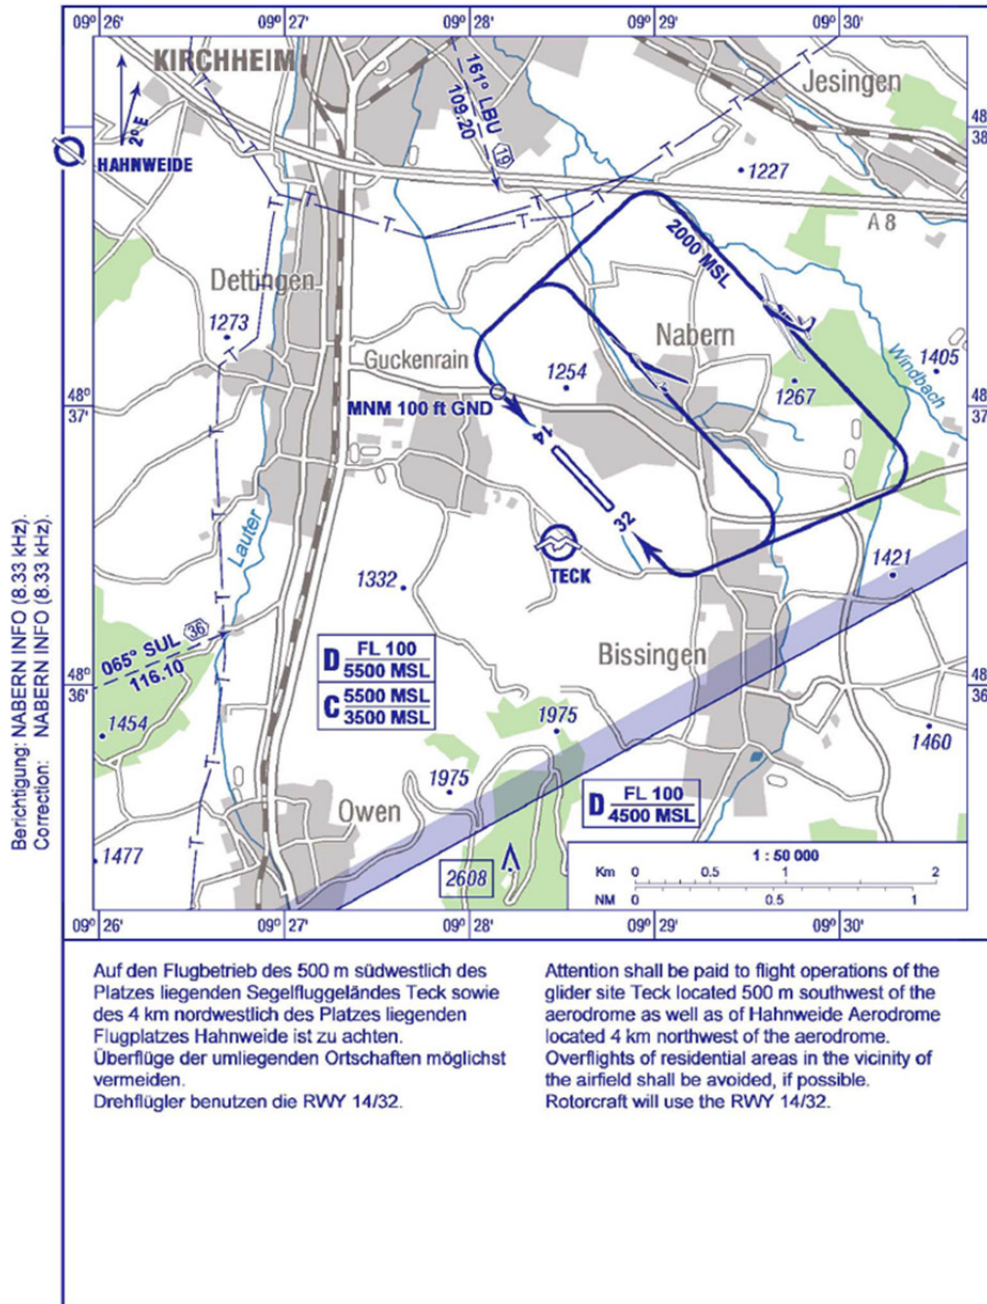 09° 26' 09° 27' 09° 28' 09° 29' 09° 30'
KIRCHHEIM
Jesingen
161° LBU
109.20
19
2° E
HAHNWEIDE
48°
38'
48°
38'
1227
A 8
2000 MSL
Dettingen
1273
Nabern
Guckenrain
1254
1267
1405
Windbach
48°
37'
48°
37'
MNM 100 ft GND
14
32
TECK
Lauter
1332
1421
065° SUL
36
116.10
D FL 100
5500 MSL
C 5500 MSL
3500 MSL
Bissingen
48°
36'
48°
36'
1454
1975
1460
1975
Owen
D FL 100
4500 MSL
1477
2608
1 : 50 000
Km 0 0.5 1 2
NM 0 0.5 1
09° 26' 09° 27' 09° 28' 09° 29' 09° 30'
Berichtigung: NABERN INFO (8.33 kHz).
Correction: NABERN INFO (8.33 kHz).
Auf den Flugbetrieb des 500 m südwestlich des
Platzes liegenden Segelfluggeländes Teck sowie
des 4 km nordwestlich des Platzes liegenden
Flugplatzes Hahnweide ist zu achten.
Überflüge der umliegenden Ortschaften möglichst
vermeiden.
Drehflügler benutzen die RWY 14/32.
Attention shall be paid to flight operations of the
glider site Teck located 500 m southwest of the
aerodrome as well as of Hahnweide Aerodrome
located 4 km northwest of the aerodrome.
Overflights of residential areas in the vicinity of
the airfield shall be avoided, if possible.
Rotorcraft will use the RWY 14/32.